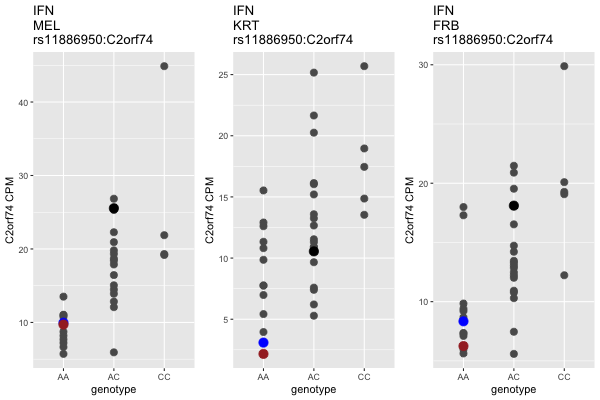 IFN
MEL
rs11886950:C2orf74
C2orf74 CPM
40
30
20
10
AA AC CC
genotype
IFN
KRT
rs11886950:C2orf74
C2orf74 CPM
25
20
15
10
5
AA AC CC
genotype
IFN
FRB
rs11886950:C2orf74
C2orf74 CPM
30
20
10
AA AC CC
genotype